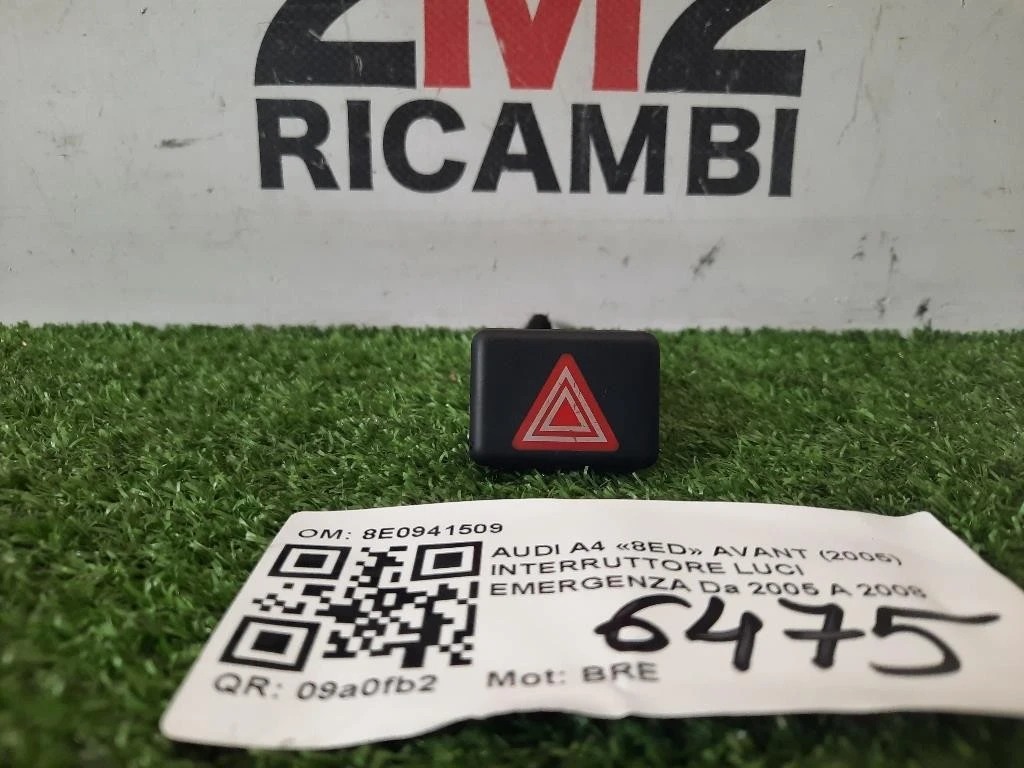 2M2
RICAMBI
OM: 8E0941509
AUDI A4 «8ED» AVANT (2005)
INTERRUTTORE LUCI
EMERGENZA Da 2005 A 2008
6475
QR: 09a0fb2
Mot: BRE